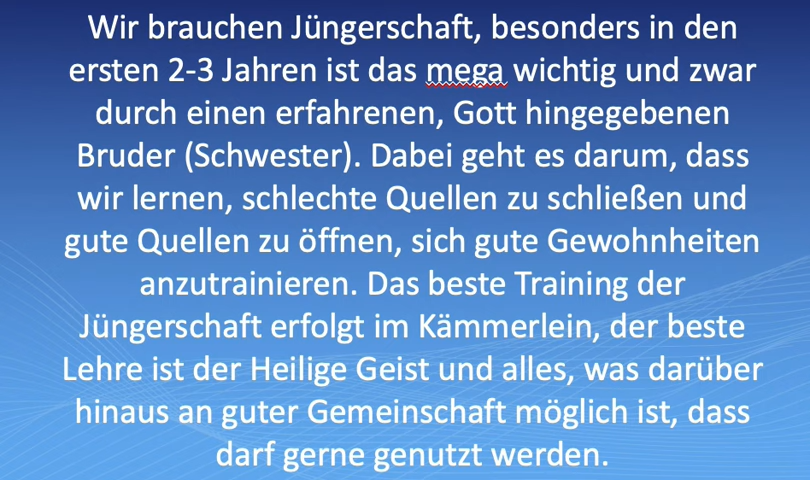 Wir brauchen Jüngerschaft, besonders in den
ersten 2-3 Jahren ist das mega wichtig und zwar
durch einen erfahrenen, Gott hingegebenen
Bruder (Schwester). Dabei geht es darum, dass
wir lernen, schlechte Quellen zu schließen und
gute Quellen zu öffnen, sich gute Gewohnheiten
anzutrainieren. Das beste Training der
Jüngerschaft erfolgt im Kämmerlein, der beste
Lehre ist der Heilige Geist und alles, was darüber
hinaus an guter Gemeinschaft möglich ist, dass
darf gerne genutzt werden.